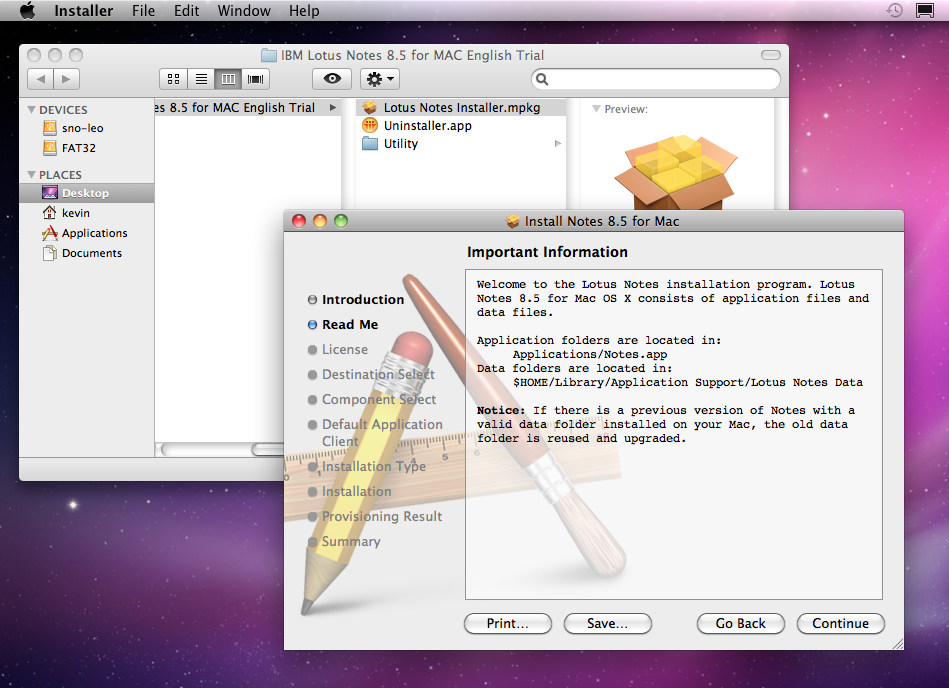 Installer File Edit Window Help
IBM Lotus Notes 8.5 for MAC English Trial
DEVICES
sno-leo
FAT32
PLACES
Desktop
kevin
Applications
Documents
es 8.5 for MAC English Trial
Lotus Notes Installer.mpkg
Uninstaller.app
Utility
Preview:
Install Notes 8.5 for Mac
Important Information
Introduction
Read Me
License
Destination Select
Component Select
Default Application
Client
Installation Type
Installation
Provisioning Result
Summary
Welcome to the Lotus Notes installation program. Lotus
Notes 8.5 for Mac OS X consists of application files and
data files.
Application folders are located in:
Applications/Notes.app
Data folders are located in:
$HOME/Library/Application Support/Lotus Notes Data
Notice: If there is a previous version of Notes with a
valid data folder installed on your Mac, the old data
folder is reused and upgraded.
Print... Save... Go Back Continue